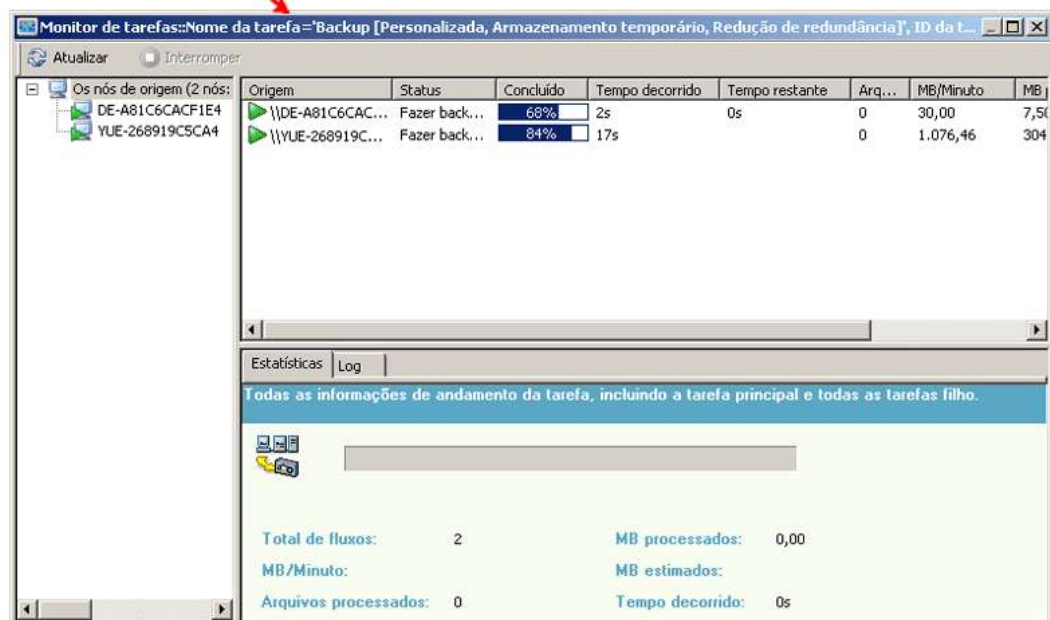 Monitor de tarefas::Nome da tarefa='Backup [Personalizada, Armazenamento temporário, Redução de redundância]', ID da t...
Atualizar Interromper
Os nós de origem (2 nós:
DE-A81C6CACF1E4
YUE-268919C5CA4
Origem Status Concluído Tempo decorrido Tempo restante Arq... MB/Minuto MB
\\DE-A81C6CAC... Fazer back... 68% 2s 0s 0 30,00 7,50
\\YUE-268919C... Fazer back... 84% 17s 0 1.076,46 304
Estatísticas Log
Todas as informações de andamento da tarefa, incluindo a tarefa principal e todas as tarefas filho.
Total de fluxos: 2 MB processados: 0,00
MB/Minuto: MB estimados:
Arquivos processados: 0 Tempo decorrido: 0s